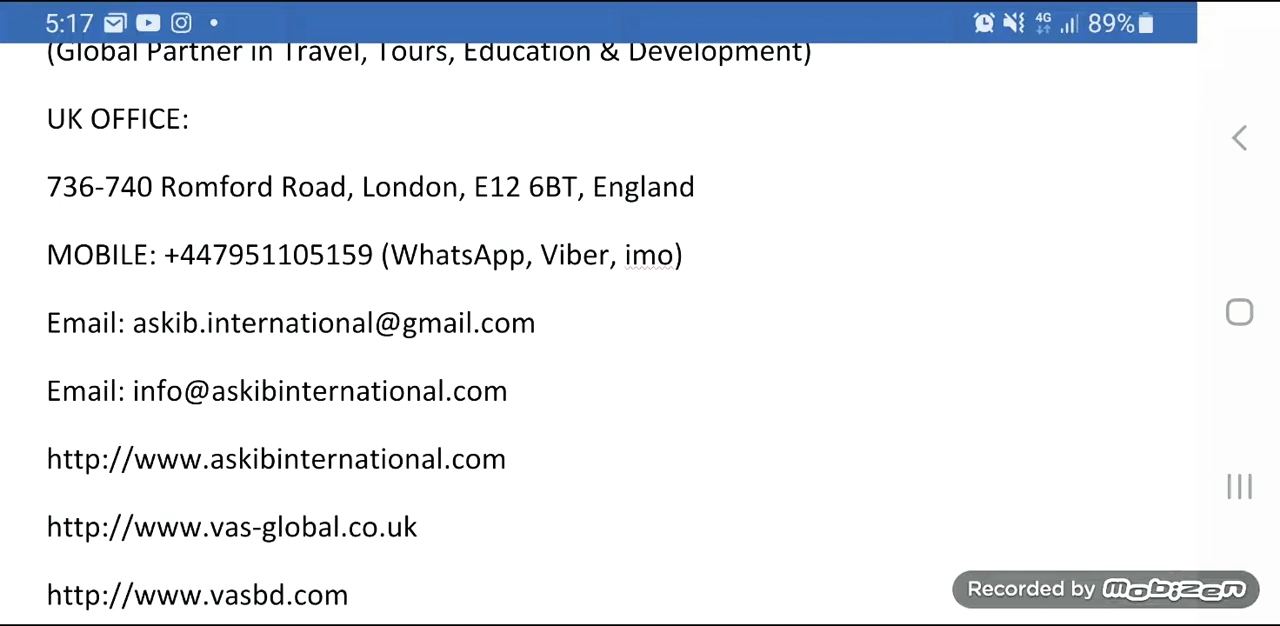 5:17
4G
89%
(Global Partner in Travel, Tours, Education & Development)
UK OFFICE:
736-740 Romford Road, London, E12 6BT, England
MOBILE: +447951105159 (WhatsApp, Viber, imo)
Email: askib.international@gmail.com
Email: info@askibinternational.com
http://www.askibinternational.com
http://www.vas-global.co.uk
http://www.vasbd.com
Recorded by mobizen